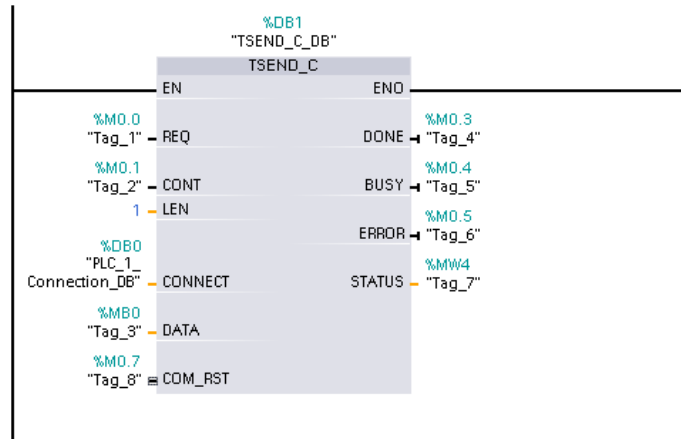 %DB1
"TSEND_C_DB"
TSEND_C
EN ENO
%M0.0 %M0.3
"Tag_1" REQ DONE "Tag_4"
%M0.1 %M0.4
"Tag_2" CONT BUSY "Tag_5"
1 LEN %M0.5
ERROR "Tag_6"
%DB0
"PLC_1_ %MW4
Connection_DB" CONNECT STATUS "Tag_7"
%MB0
"Tag_3" DATA
%M0.7
"Tag_8" COM_RST